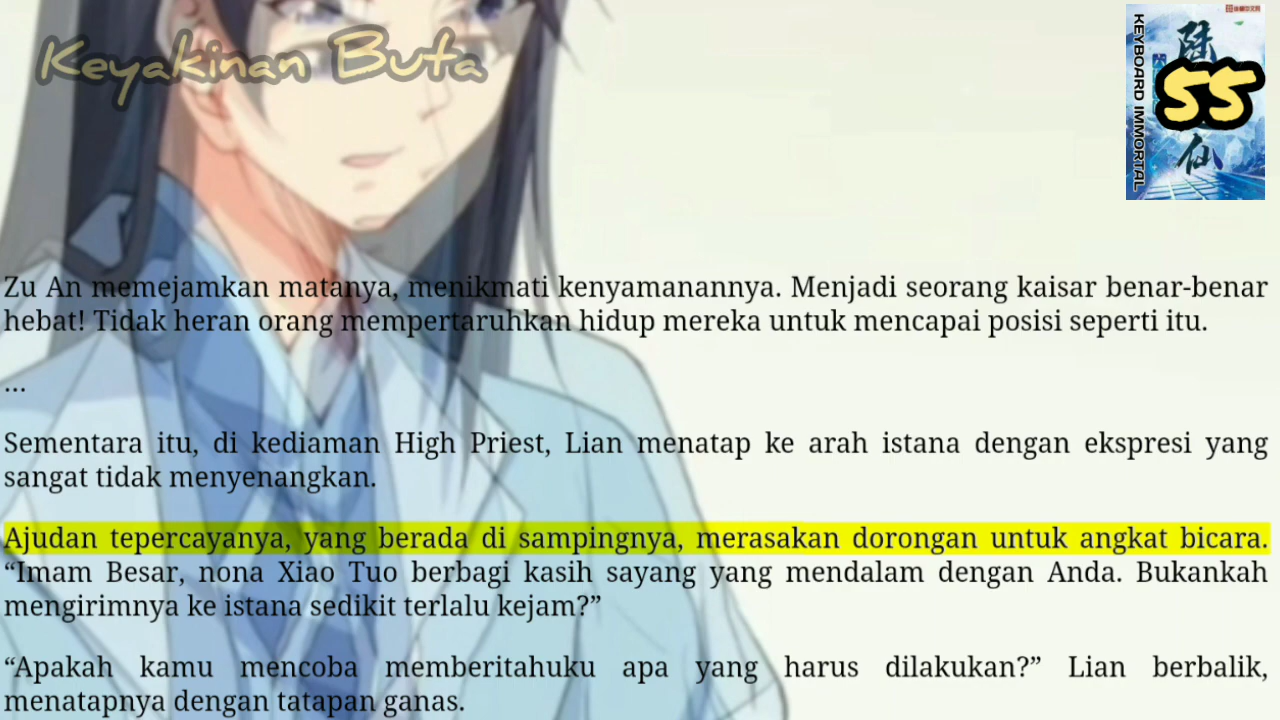 Keyakinan Buta
KEYBOARD IMMORTAL
陆
仙
55
Zu An memejamkan matanya, menikmati kenyamanannya. Menjadi seorang kaisar benar-benar
hebat! Tidak heran orang mempertaruhkan hidup mereka untuk mencapai posisi seperti itu.
...
Sementara itu, di kediaman High Priest, Lian menatap ke arah istana dengan ekspresi yang
sangat tidak menyenangkan.
Ajudan tepercayanya, yang berada di sampingnya, merasakan dorongan untuk angkat bicara.
“Imam Besar, nona Xiao Tuo berbagi kasih sayang yang mendalam dengan Anda. Bukankah
mengirimnya ke istana sedikit terlalu kejam?”
“Apakah kamu mencoba memberitahuku apa yang harus dilakukan?” Lian berbalik,
menatapnya dengan tatapan ganas.